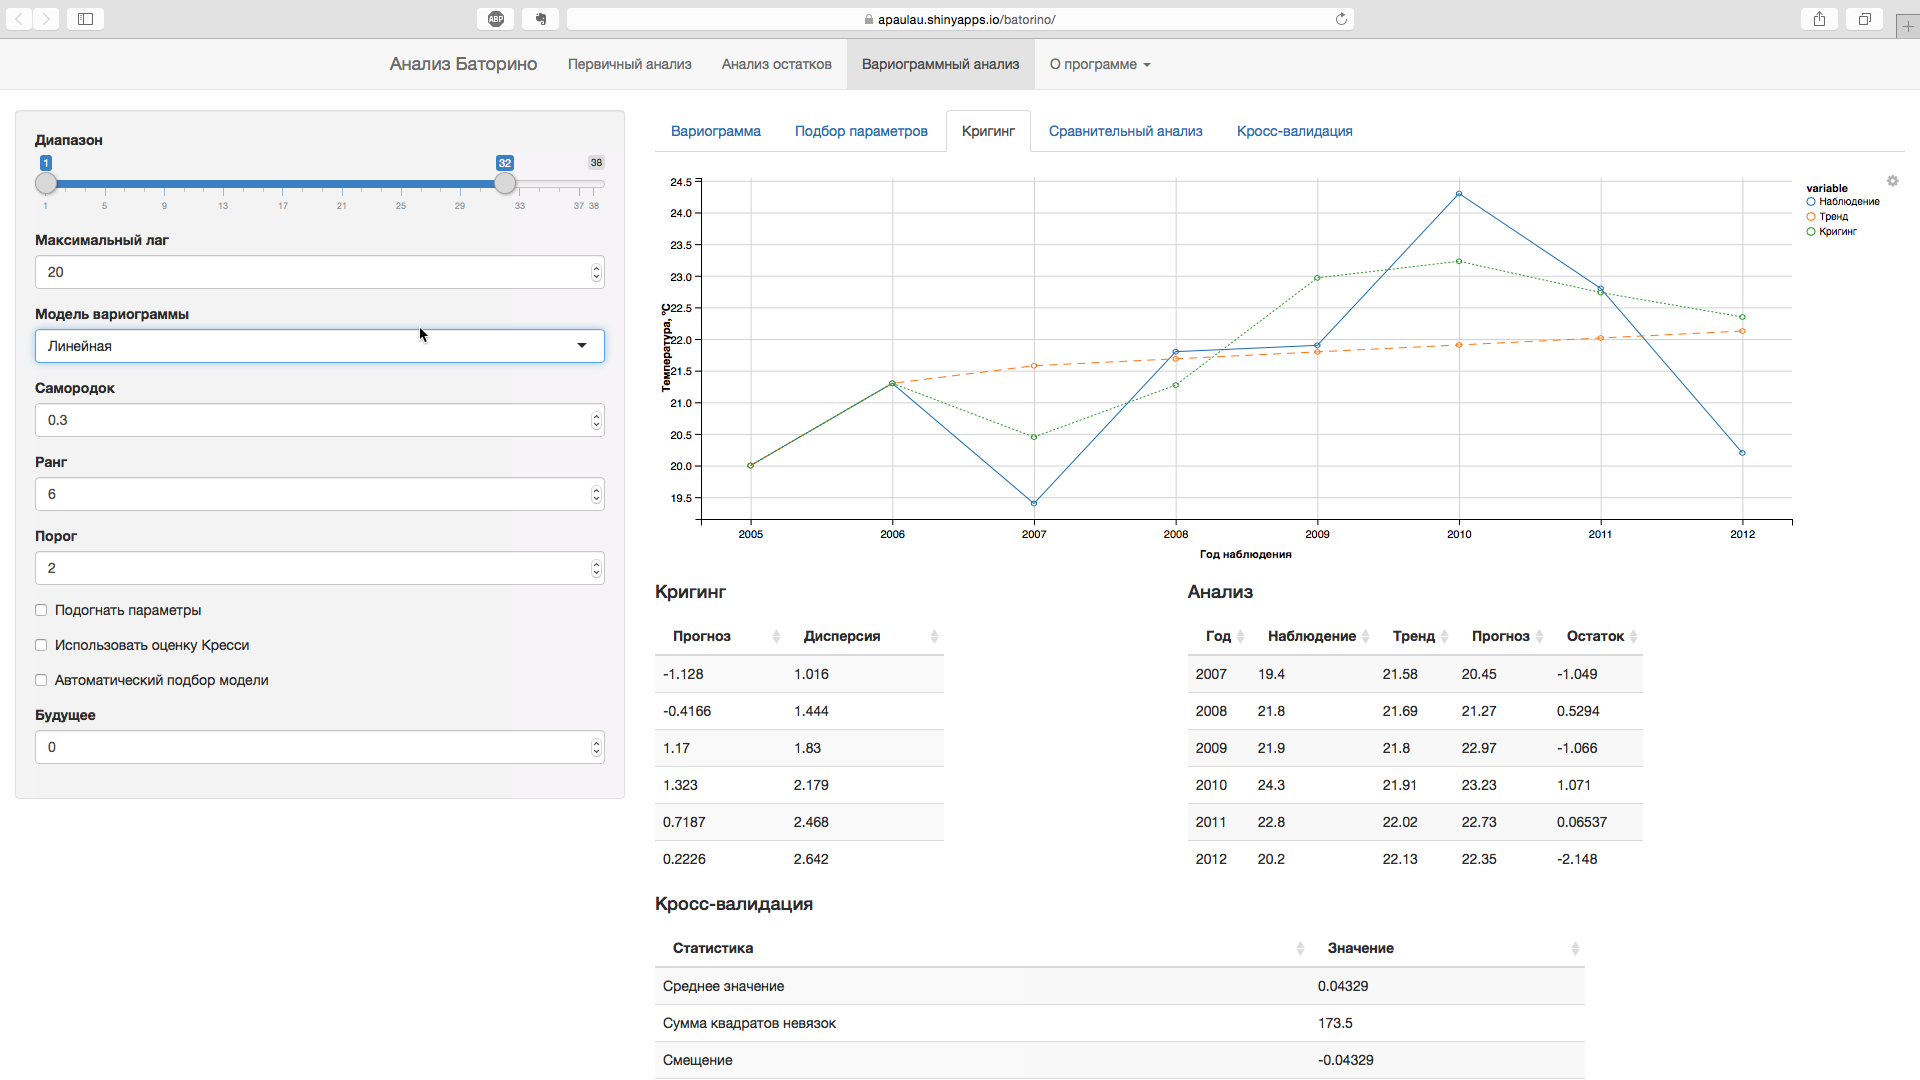 ABP
apaulau.shinyapps.io/batorino/
Анализ Баторино
Первичный анализ
Анализ остатков
Вариограммный анализ
О программе
Диапазон
1 32 38
1 5 9 13 17 21 25 29 33 37 38
Максимальный лаг
20
Модель вариограммы
Линейная
Самородок
0.3
Ранг
6
Порог
2
Подогнать параметры
Использовать оценку Кресси
Автоматический подбор модели
Будущее
0
Вариограмма
Подбор параметров
Кригинг
Сравнительный анализ
Кросс-валидация
24.5
24.0
23.5
23.0
22.5
22.0
21.5
21.0
20.5
20.0
19.5
Температура, °C
2005 2006 2007 2008 2009 2010 2011 2012
Год наблюдения
variable
Наблюдение
Тренд
Кригинг
Кригинг
Прогноз Дисперсия
-1.128 1.016
-0.4166 1.444
1.17 1.83
1.323 2.179
0.7187 2.468
0.2226 2.642
Анализ
Год Наблюдение Тренд Прогноз Остаток
2007 19.4 21.58 20.45 -1.049
2008 21.8 21.69 21.27 0.5294
2009 21.9 21.8 22.97 -1.066
2010 24.3 21.91 23.23 1.071
2011 22.8 22.02 22.73 0.06537
2012 20.2 22.13 22.35 -2.148
Кросс-валидация
Статистика Значение
Среднее значение 0.04329
Сумма квадратов невязок 173.5
Смещение -0.04329